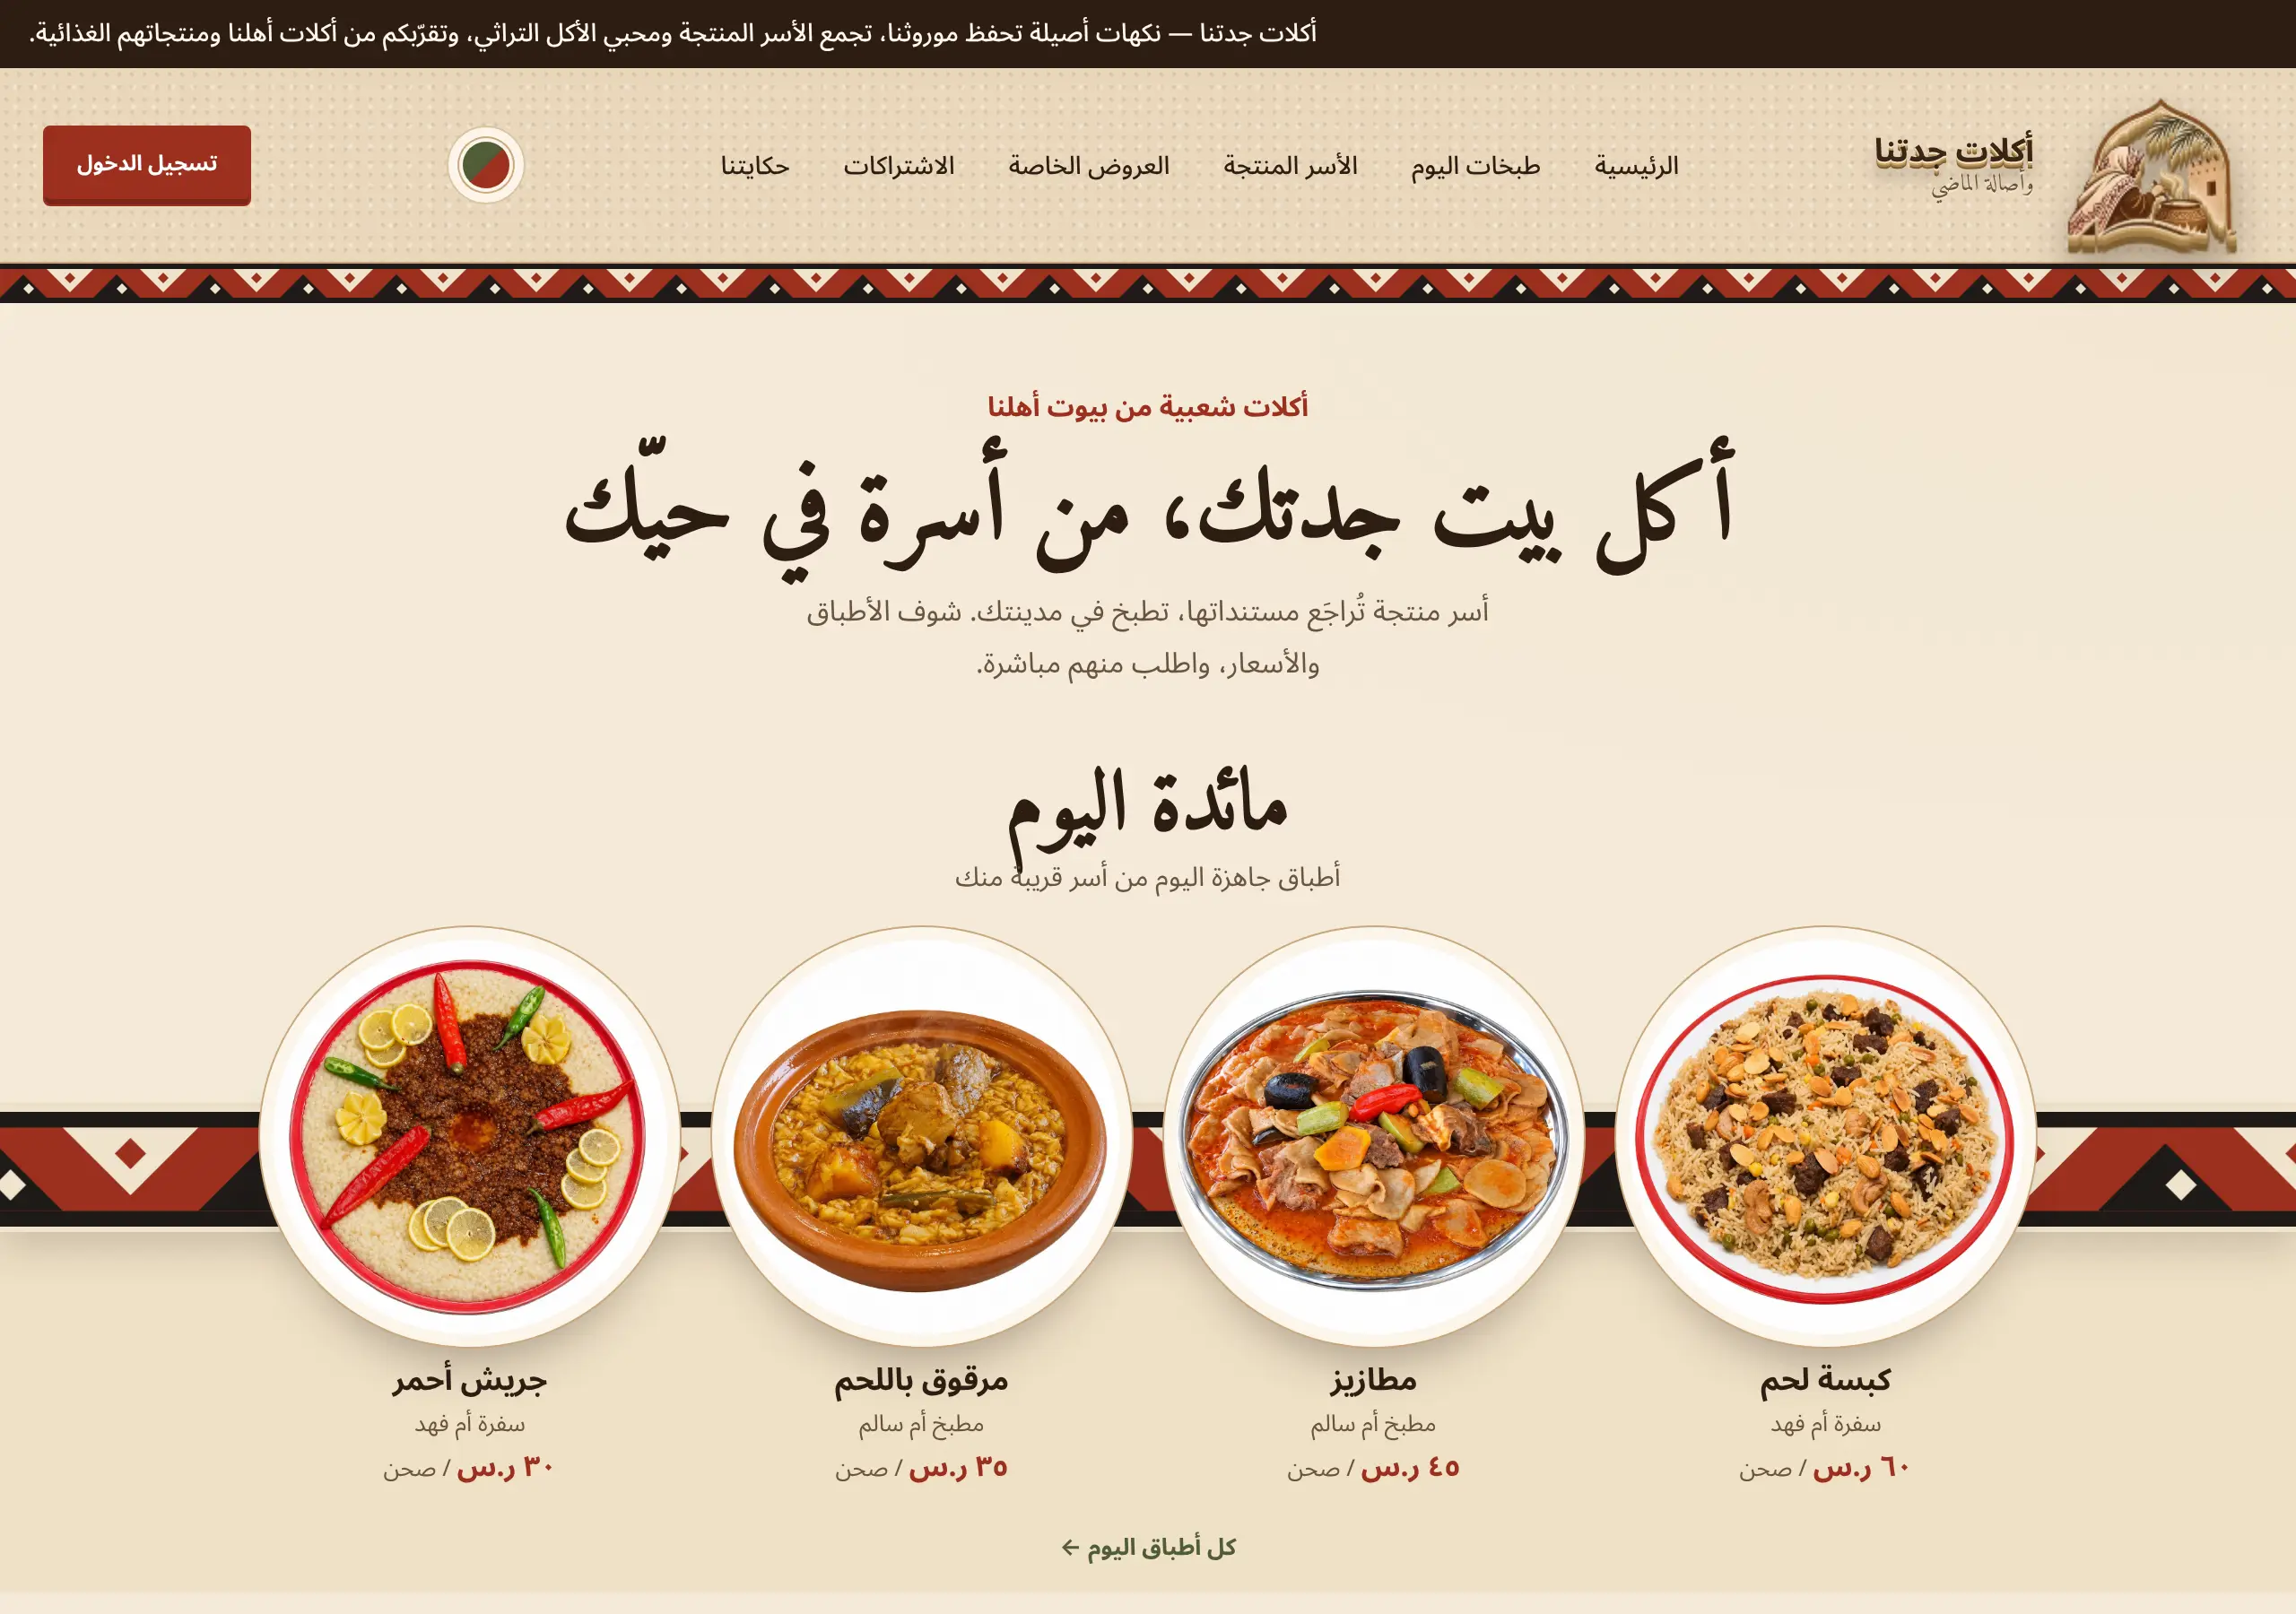 أكلات جدتنا — نكهات أصيلة تحفظ موروثنا، تجمع الأسر المنتجة ومحبي الأكل التراثي، وتقرّبكم من أكلات أهلنا ومنتجاتهم الغذائية.
أكلات جدتنا
وأصالة الماضي
الرئيسية
طبخات اليوم
الأسر المنتجة
العروض الخاصة
الاشتراكات
حكايتنا
تسجيل الدخول
أكلات شعبية من بيوت أهلنا
أكل بيت جدتك، من أسرة في حيّك
أسر منتجة تُراجَع مستنداتها، تطبخ في مدينتك. شوف الأطباق
والأسعار، واطلب منهم مباشرة.
مائدة اليوم
أطباق جاهزة اليوم من أسر قريبة منك
كبسة لحم
سفرة أم فهد
٦٠ ر.س / صحن
مطازيز
مطبخ أم سالم
٤٥ ر.س / صحن
مرقوق باللحم
مطبخ أم سالم
٣٥ ر.س / صحن
جريش أحمر
سفرة أم فهد
٣٠ ر.س / صحن
كل أطباق اليوم ←